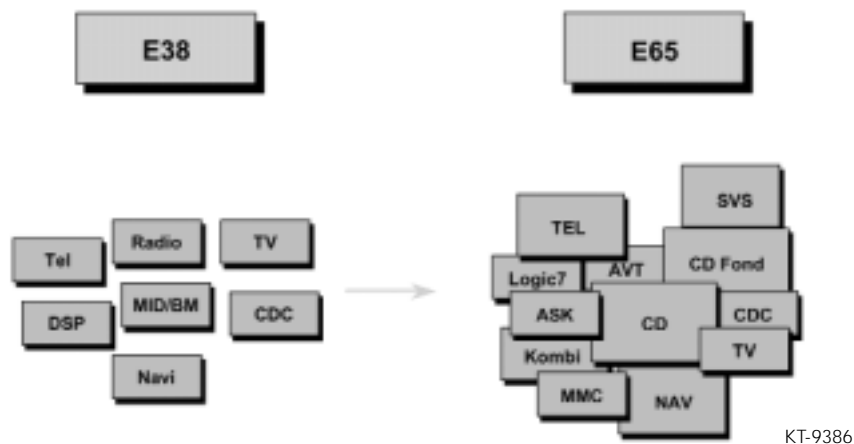 E38
E65
Tel
Radio
TV
DSP
MID/BM
CDC
Navi
SVS
TEL
Logic7
AVT
CD Fond
ASK
CD
CDC
TV
Kombi
MMC
NAV
KT-9386